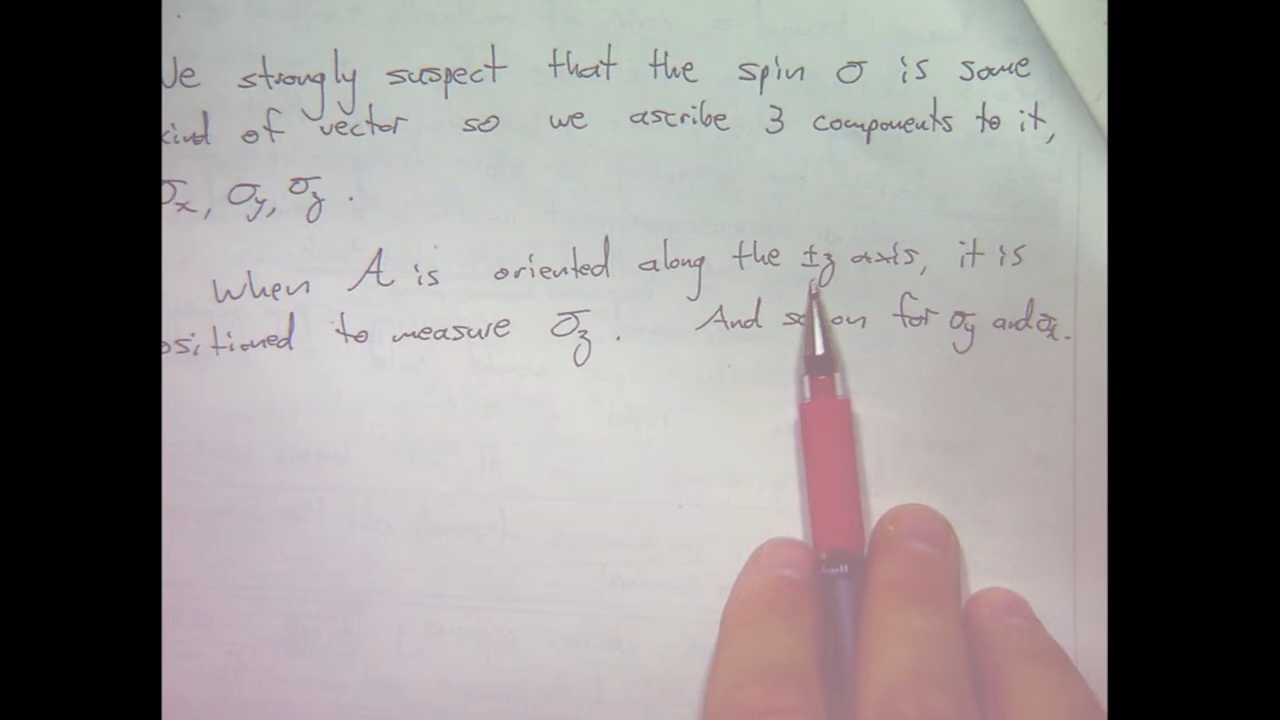 We strongly suspect that the spin σ is some
kind of vector so we ascribe 3 components to it,
σx, σy, σz.
When A is oriented along the ±z axis, it is
positioned to measure σz. And so on for σy and σx.